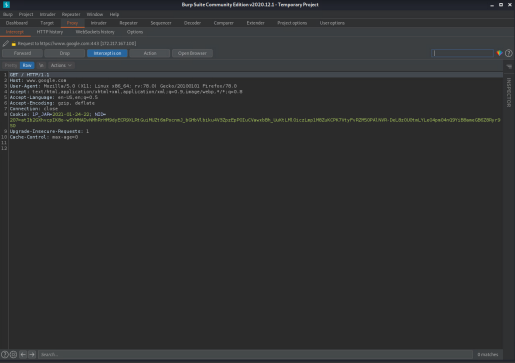 Burp Suite Community Edition v2020.12.1 - Temporary Project
Burp Project Intruder Repeater Window Help
Dashboard Target Proxy Intruder Repeater Sequencer Decoder Comparer Extender Project options User options
Intercept HTTP history WebSockets history Options
Request to https://www.google.com:443
Forward Drop Intercept is on Action Open Browser
Pretty Raw \n Actions
1 GET / HTTP/1.1
2 Host: www.google.com
3 User-Agent: Mozilla/5.0 (X11; Linux x86_64; rv:78.0) Gecko/20100101 Firefox/78.0
4 Accept: text/html,application/xhtml+xml,application/xml;q=0.9,image/webp,*/*;q=0.8
5 Accept-Language: en-US,en;q=0.5
6 Accept-Encoding: gzip, deflate
7 Connection: close
8 Cookie: 1P_JAR=2021-01-24-22; NID=
9 Upgrade-Insecure-Requests: 1
10 Cache-Control: max-age=0
11
12
INSPECTOR
Search...
0 matches